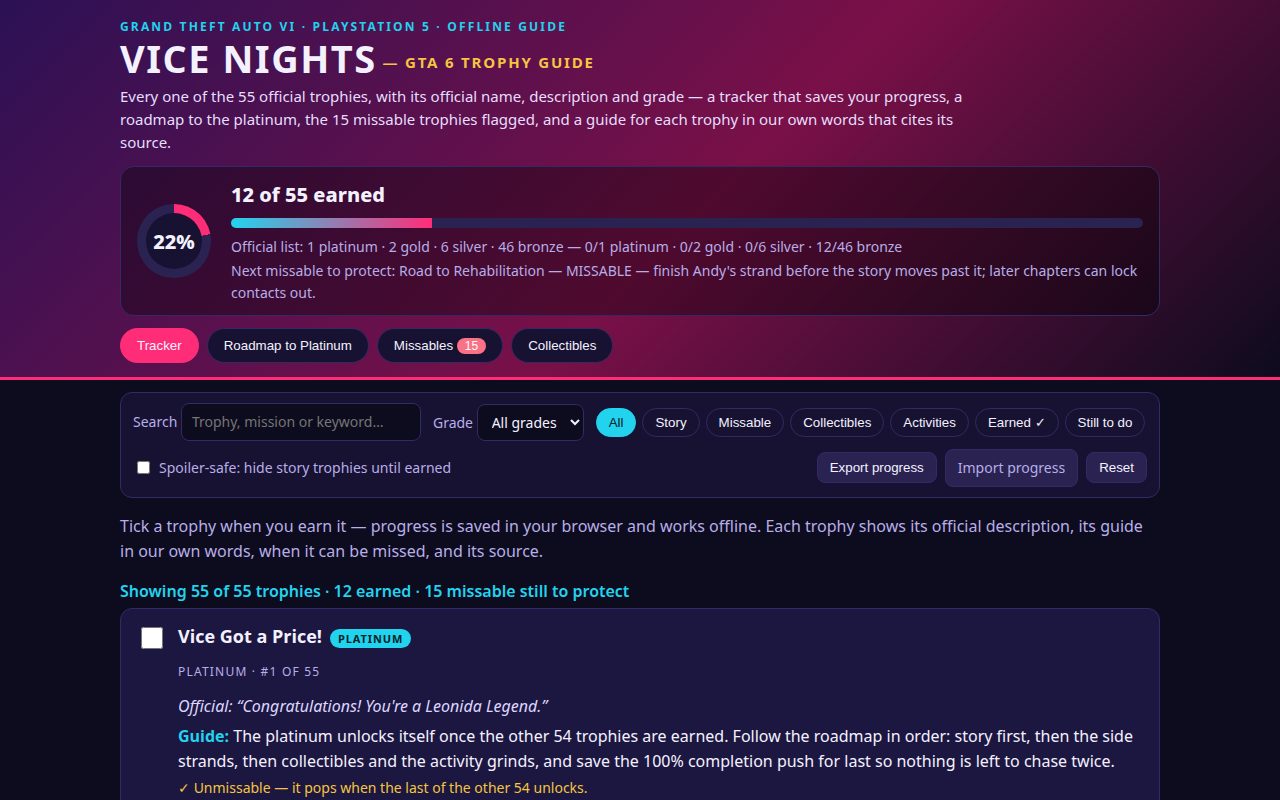 GRAND THEFT AUTO VI · PLAYSTATION 5 · OFFLINE GUIDE
VICE NIGHTS — GTA 6 TROPHY GUIDE
Every one of the 55 official trophies, with its official name, description and grade — a tracker that saves your progress, a
roadmap to the platinum, the 15 missable trophies flagged, and a guide for each trophy in our own words that cites its
source.
22%
12 of 55 earned
Official list: 1 platinum · 2 gold · 6 silver · 46 bronze — 0/1 platinum · 0/2 gold · 0/6 silver · 12/46 bronze
Next missable to protect: Road to Rehabilitation — MISSABLE — finish Andy's strand before the story moves past it; later chapters can lock
contacts out.
Tracker Roadmap to Platinum Missables 15 Collectibles
Search Trophy, mission or keyword... Grade All grades All Story Missable Collectibles Activities Earned ✓ Still to do
Spoiler-safe: hide story trophies until earned Export progress Import progress Reset
Tick a trophy when you earn it — progress is saved in your browser and works offline. Each trophy shows its official description, its guide
in our own words, when it can be missed, and its source.
Showing 55 of 55 trophies · 12 earned · 15 missable still to protect
Vice Got a Price! PLATINUM
PLATINUM · #1 OF 55
Official: “Congratulations! You're a Leonida Legend.”
Guide: The platinum unlocks itself once the other 54 trophies are earned. Follow the roadmap in order: story first, then the side
strands, then collectibles and the activity grinds, and save the 100% completion push for last so nothing is left to chase twice.
✓ Unmissable — it pops when the last of the other 54 unlocks.